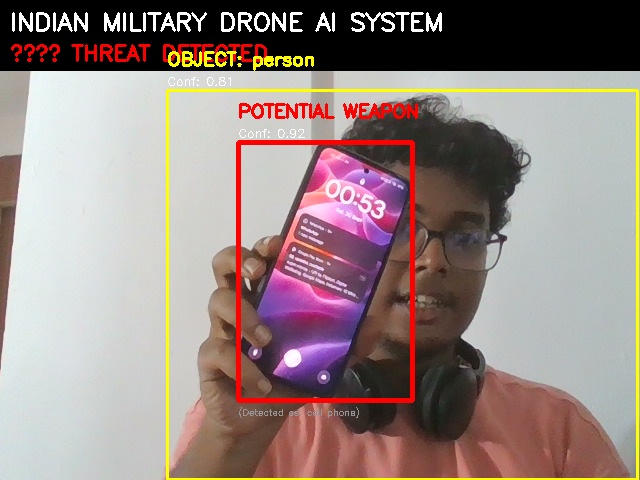 INDIAN MILITARY DRONE AI SYSTEM
???? THREAT DETECTED
OBJECT: person
Conf: 0.81
POTENTIAL WEAPON
Conf: 0.92
00:53
WhatsApp
(Detected as: cell phone)